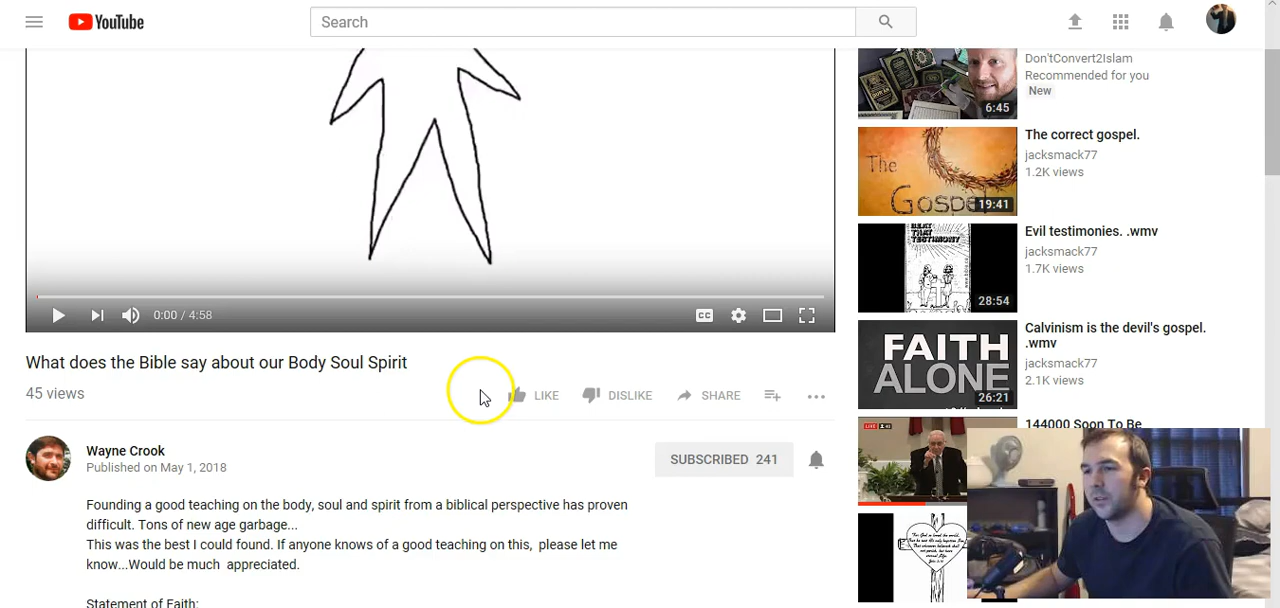 YouTube
Search
Don'tConvert2Islam
Recommended for you
New
6:45
The correct gospel.
jacksmack77
1.2K views
The
Gospel
19:41
Evil testimonies. .wmv
jacksmack77
1.7K views
TESTIMONY
28:54
Calvinism is the devil's gospel.
.wmv
jacksmack77
2.1K views
FAITH
ALONE
26:21
144000 Soon To Be
LIVE
CC
0:00 / 4:58
What does the Bible say about our Body Soul Spirit
45 views
LIKE
DISLIKE
SHARE
Wayne Crook
Published on May 1, 2018
SUBSCRIBED 241
Founding a good teaching on the body, soul and spirit from a biblical perspective has proven
difficult. Tons of new age garbage...
This was the best I could found. If anyone knows of a good teaching on this, please let me
know...Would be much appreciated.
Statement of Faith: